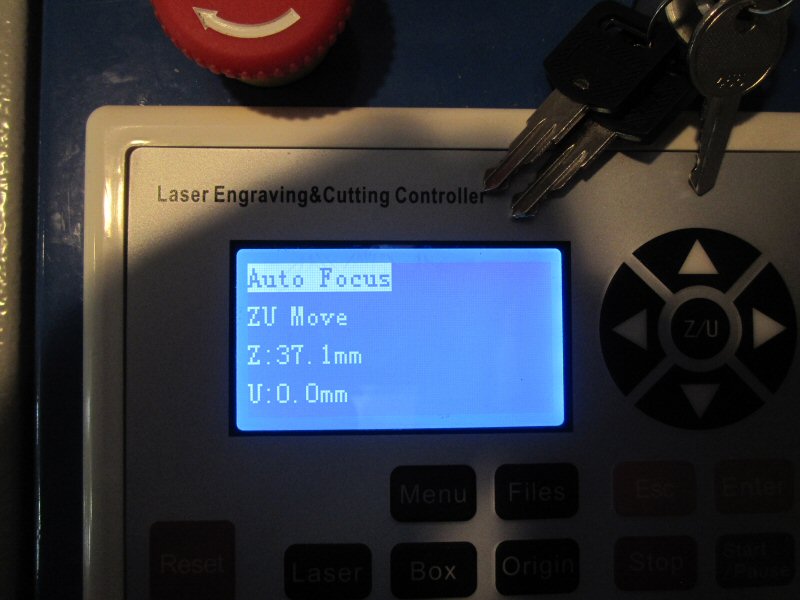 Laser Engraving&Cutting Controller
Auto Focus
ZU Move
Z:37.1mm
U:0.0mm
Z/U
Menu
Files
Esc
Enter
Reset
Laser
Box
Origin
Stop
Start
/Pause